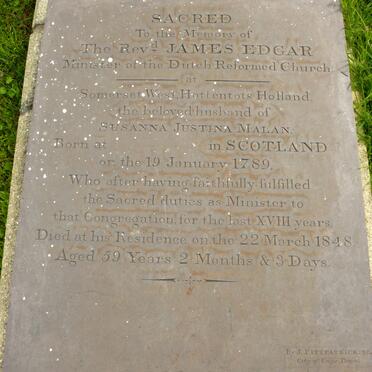 SACRED
To the Memory of
The Revd JAMES EDGAR
Minister of the Dutch Reformed Church
at
Somerset West, Hottentots Holland.
the beloved husband of
SUSANNA JUSTINA MALAN.
Born at in SCOTLAND
on the 19 January 1789,
Who after having faithfully fulfilled
the Sacred duties as Minister to
that Congregation, for the last XVIII years,
Died at his Residence on the 22 March 1848
Aged 59 Years 2 Months & 3 Days.
J. FITZPATRICK
Cape Town